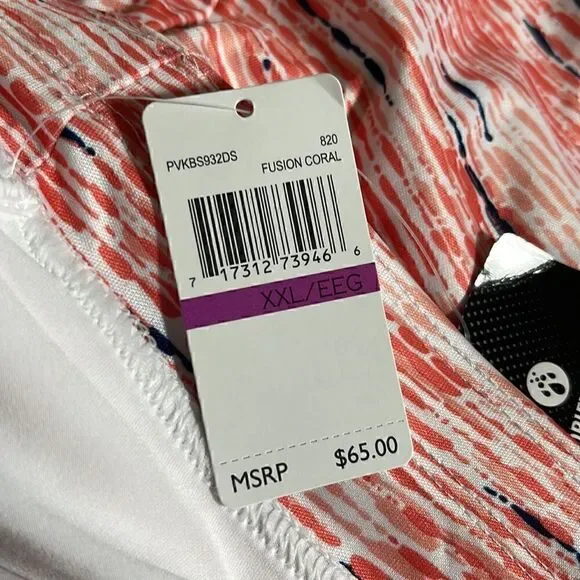 820
PVKBS932DS
FUSION CORAL
7 17312 73946 6
XXL/EEG
MSRP $65.00